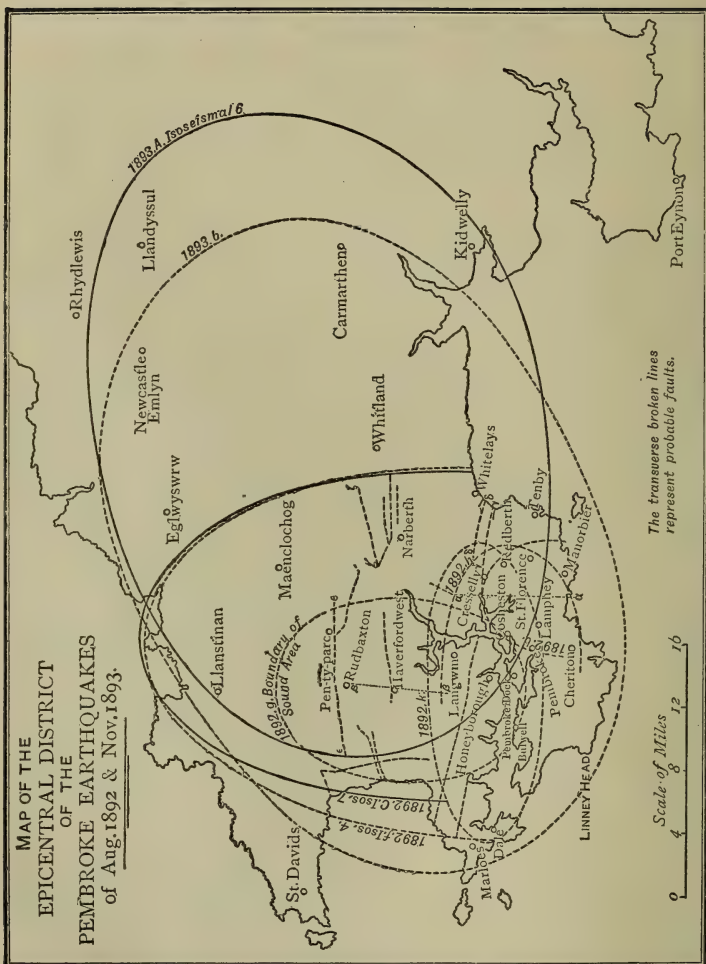 MAP OF THE
EPICENTRAL DISTRICT
OF THE
PEMBROKE EARTHQUAKES
of Aug. 1892 & Nov. 1893.
1893.A. Isoseismal 6.
Rhydlewis
Llandyssul
1893.b.
Newcastle
Emlyn
Eglwyswrw
Carmarthen
Kidwelly
Whitland
Maenclochog
Llanstinan
Narberth
Whitelays
1892.g. Boundary of
Sound Area
Pen-ty-parc
Rudbaxton
Haverfordwest
Cresselly
Redberth
Tenby
St. Davids
1892.k.
Langwm
Cosheston
St. Florence
Manorbier
Honeyborough
Pembroke Dock
Lamphey
1892.C. Isos. 7.
1892.f. Isos. 4.
Cheriton
Marloes
Dale
LINNEY HEAD
Port Eynon
The transverse broken lines
represent probable faults.
0 4 8 12 16
Scale of Miles